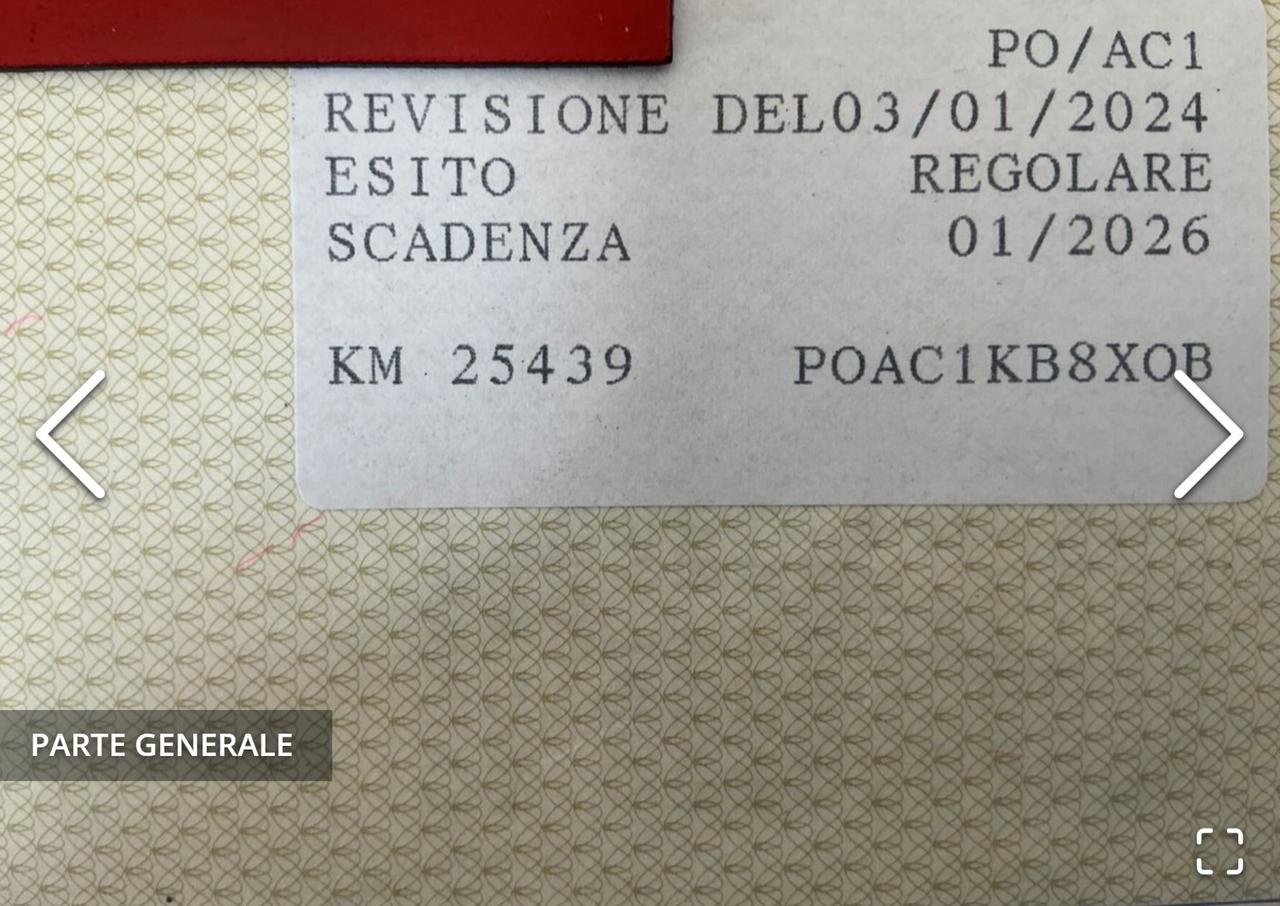 PO/AC1
REVISIONE DEL03/01/2024
ESITO REGOLARE
SCADENZA 01/2026
KM 25439 POAC1KB8XOB
PARTE GENERALE